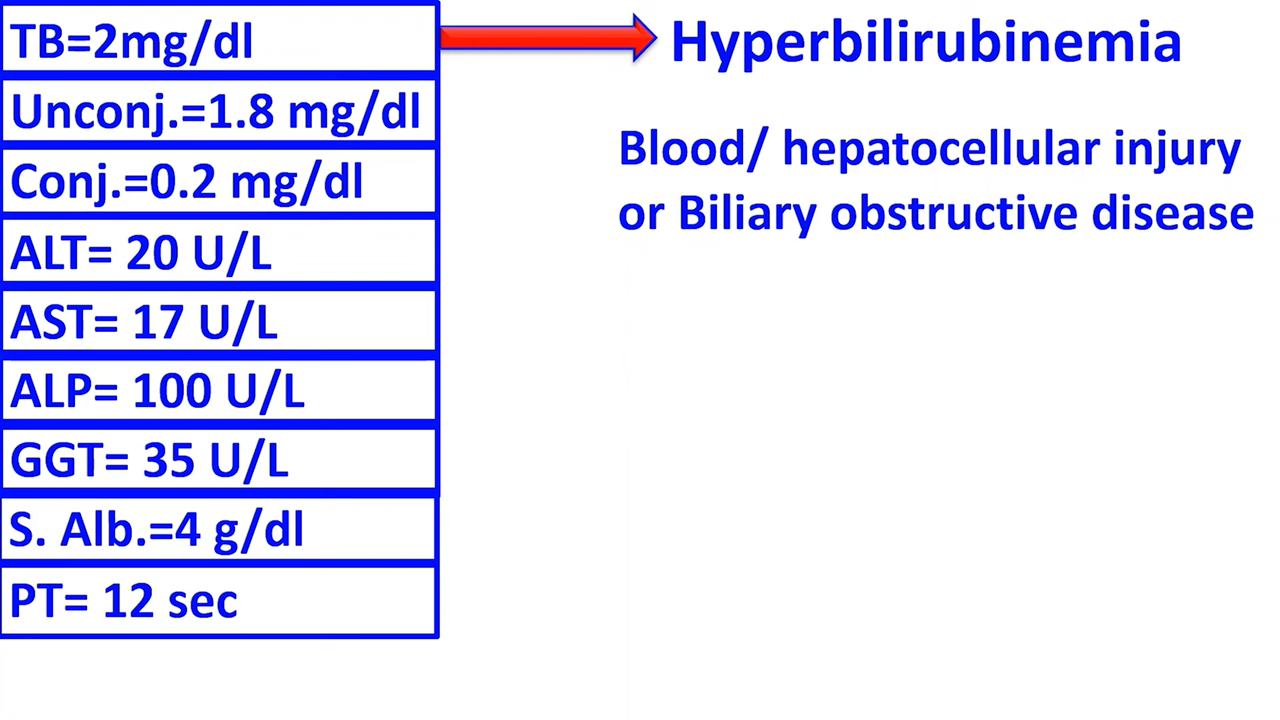 TB=2mg/dl
Hyperbilirubinemia
Unconj.=1.8 mg/dl
Conj.=0.2 mg/dl
ALT= 20 U/L
AST= 17 U/L
ALP= 100 U/L
GGT= 35 U/L
S. Alb.=4 g/dl
PT= 12 sec
Blood/ hepatocellular injury
or Biliary obstructive disease